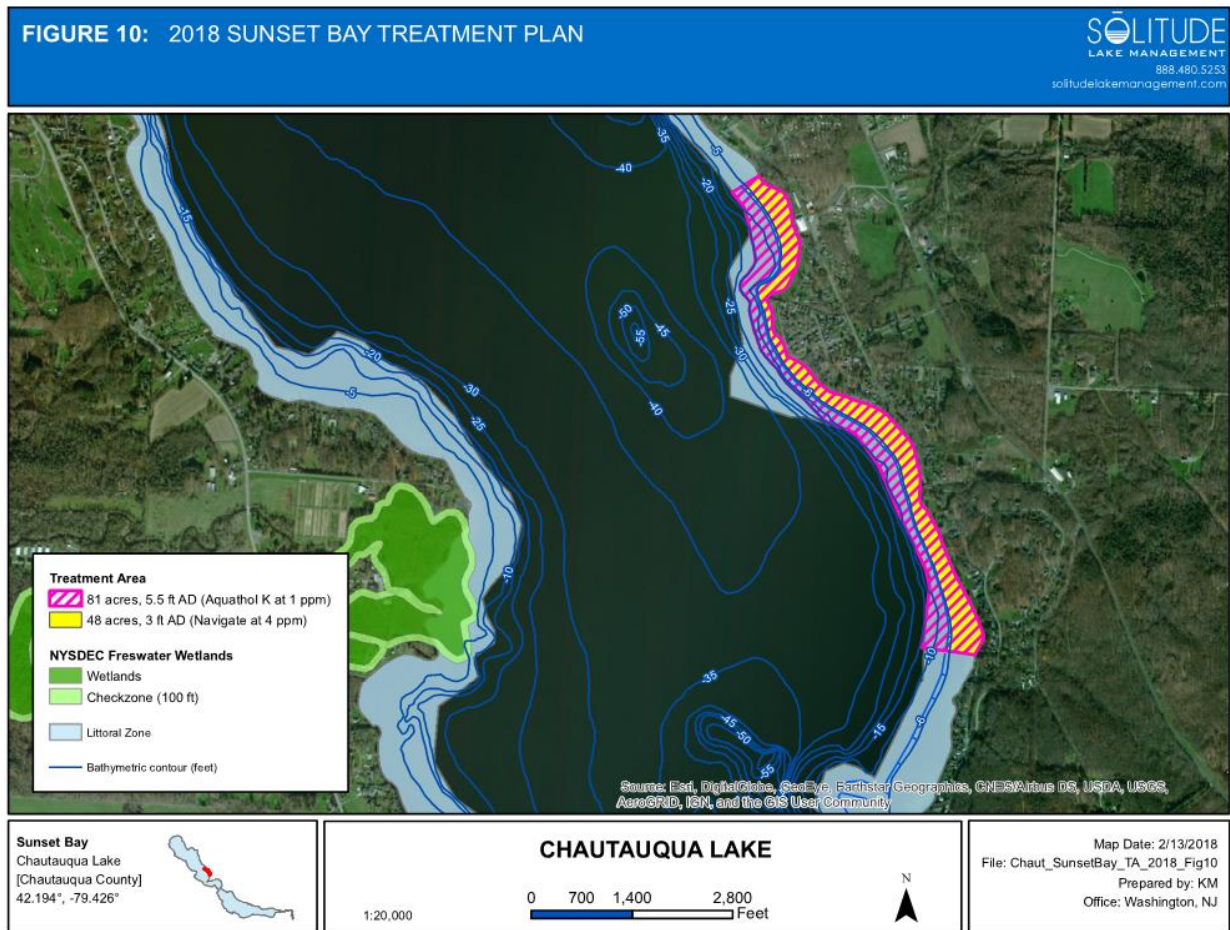 FIGURE 10: 2018 SUNSET BAY TREATMENT PLAN
SŌLITUDE
LAKE MANAGEMENT
888.480.5253
solitudelakemanagement.com
-35
-5
-40
-20
-15
-25
-50
-45
-55
-30
-20
-5
-30
-40
-6
-25
-10
-10
-35
-45
-50
-55
-15
-6
Treatment Area
81 acres, 5.5 ft AD (Aquathol K at 1 ppm)
48 acres, 3 ft AD (Navigate at 4 ppm)
NYSDEC Freswater Wetlands
Wetlands
Checkzone (100 ft)
Littoral Zone
Bathymetric contour (feet)
Source: Esri, DigitalGlobe, GeoEye, Earthstar Geographics, CNES/Airbus DS, USDA, USGS,
AeroGRID, IGN, and the GIS User Community
Sunset Bay
Chautauqua Lake
[Chautauqua County]
42.194°, -79.426°
CHAUTAUQUA LAKE
1:20,000
0 700 1,400 2,800
Feet
N
Map Date: 2/13/2018
File: Chaut_SunsetBay_TA_2018_Fig10
Prepared by: KM
Office: Washington, NJ